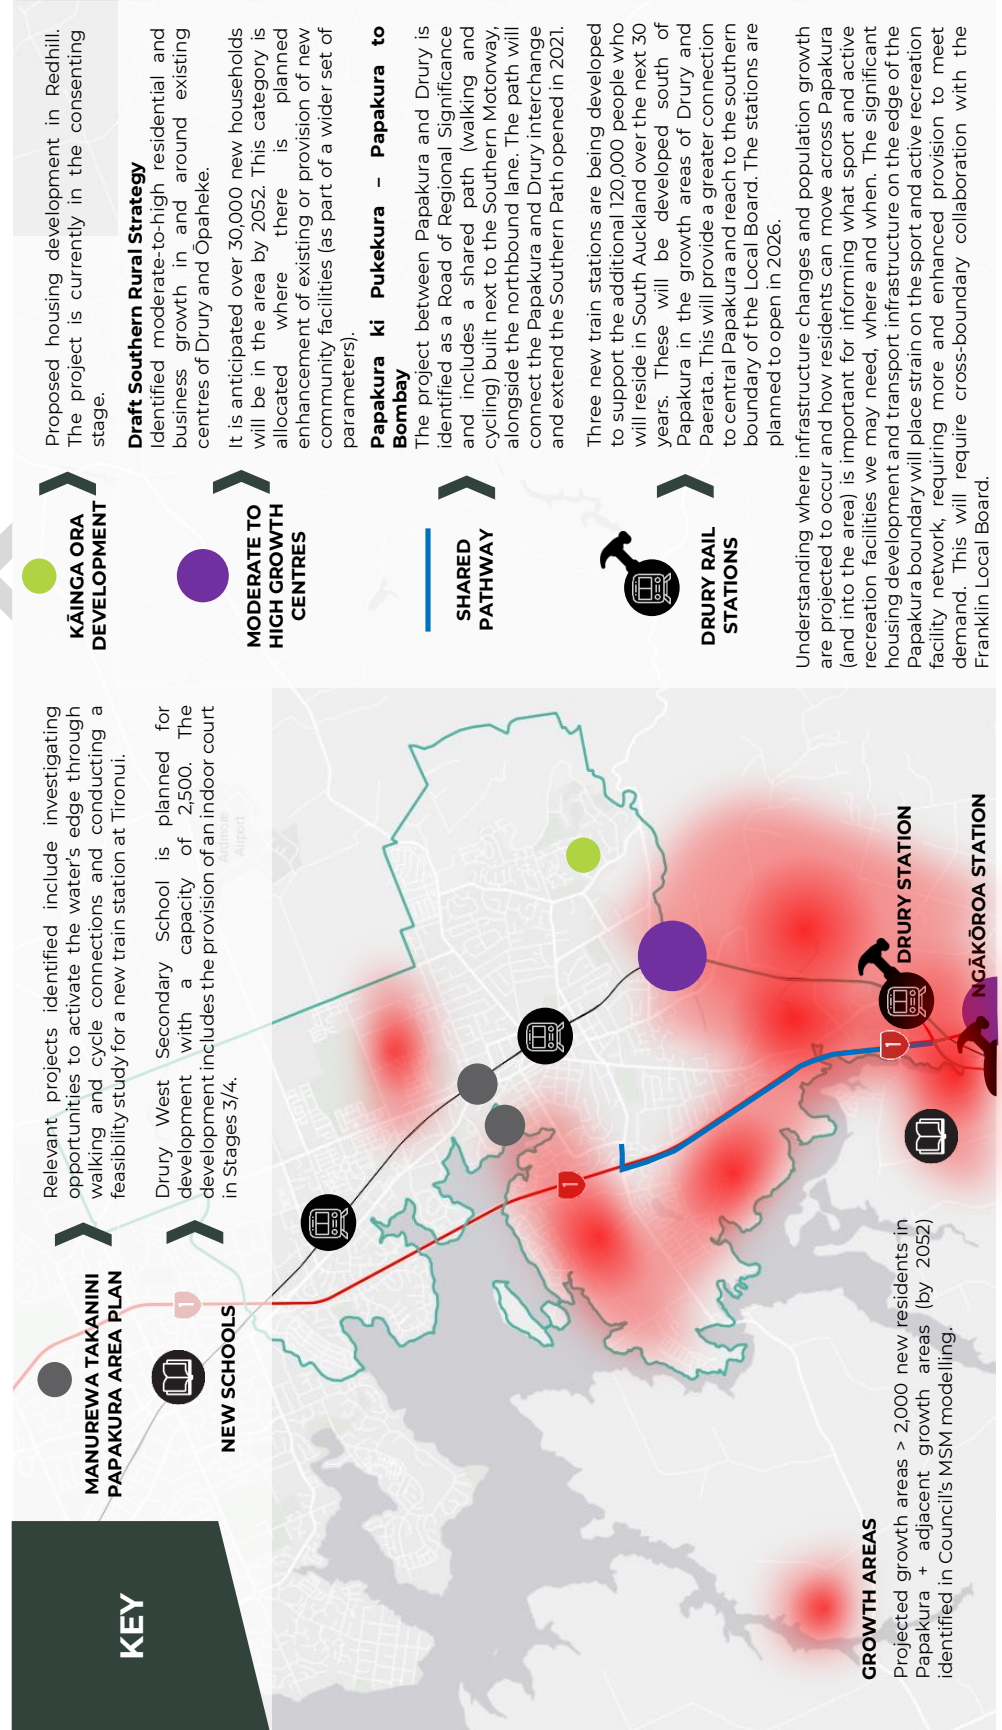 KEY
MANUREWA TAKANINI
PAPAKURA AREA PLAN
Relevant projects identified include investigating
opportunities to activate the water's edge through
walking and cycle connections and conducting a
feasibility study for a new train station at Tironui.
NEW SCHOOLS
Drury West Secondary School is planned for
development with a capacity of 2,500. The
development includes the provision of an indoor court
in Stages 3/4.
KĀINGA ORA
DEVELOPMENT
Proposed housing development in Redhill.
The project is currently in the consenting
stage.
MODERATE TO
HIGH GROWTH
CENTRES
Draft Southern Rural Strategy
Identified moderate-to-high residential and
business growth in and around existing
centres of Drury and Ōpaheke.
It is anticipated over 30,000 new households
will be in the area by 2052. This category is
allocated where there is planned
enhancement of existing or provision of new
community facilities (as part of a wider set of
parameters).
SHARED
PATHWAY
Papakura ki Pukekura – Papakura to
Bombay
The project between Papakura and Drury is
identified as a Road of Regional Significance
and includes a shared path (walking and
cycling) built next to the Southern Motorway,
alongside the northbound lane. The path will
connect the Papakura and Drury interchange
and extend the Southern Path opened in 2021.
DRURY RAIL
STATIONS
Three new train stations are being developed
to support the additional 120,000 people who
will reside in South Auckland over the next 30
years. These will be developed south of
Papakura in the growth areas of Drury and
Paerata. This will provide a greater connection
to central Papakura and reach to the southern
boundary of the Local Board. The stations are
planned to open in 2026.
Understanding where infrastructure changes and population growth
are projected to occur and how residents can move across Papakura
(and into the area) is important for informing what sport and active
recreation facilities we may need, where and when. The significant
housing development and transport infrastructure on the edge of the
Papakura boundary will place strain on the sport and active recreation
facility network, requiring more and enhanced provision to meet
demand. This will require cross-boundary collaboration with the
Franklin Local Board.
Ardmore
Airport
1
1
1
DRURY STATION
NGĀKŌROA STATION
GROWTH AREAS
Projected growth areas > 2,000 new residents in
Papakura + adjacent growth areas (by 2052)
identified in Council's MSM modelling.